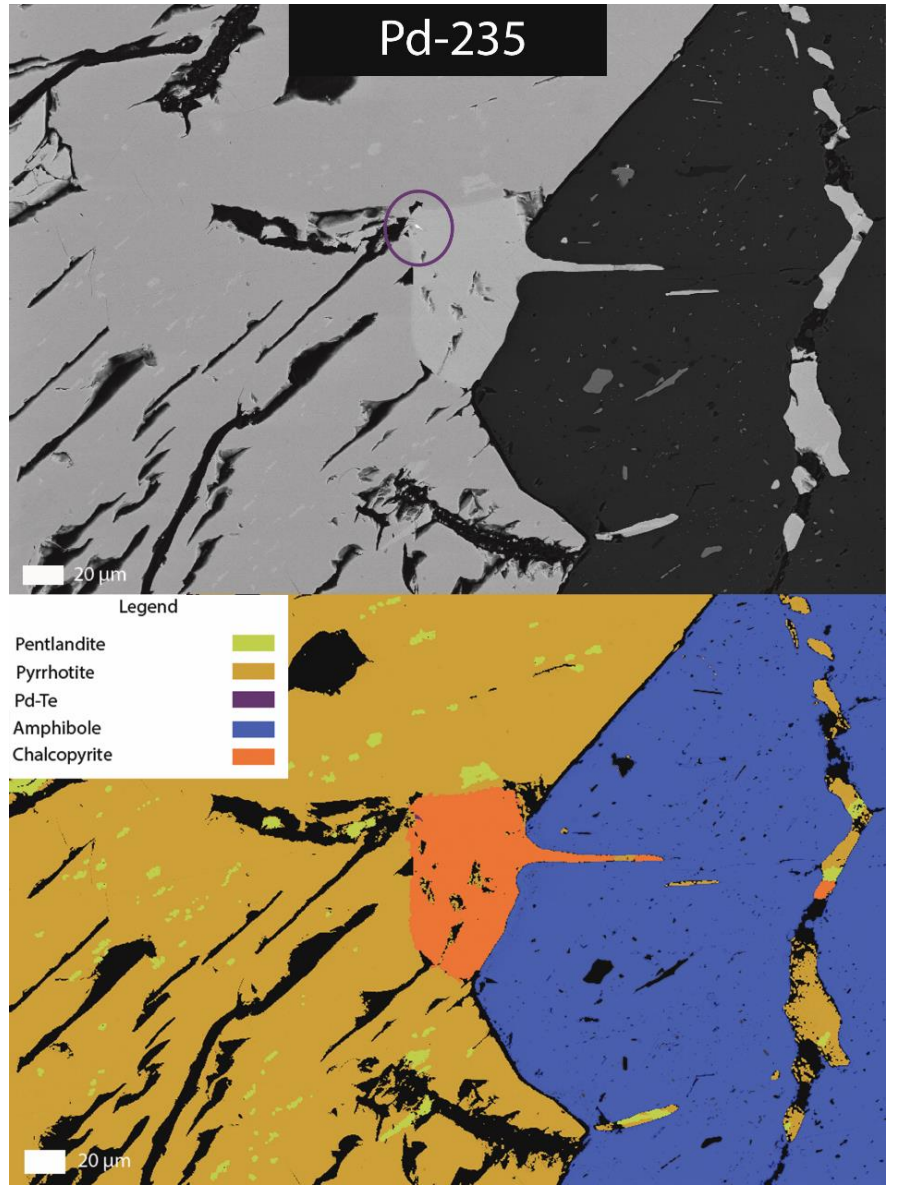 Pd-235
20 µm
Legend
Pentlandite
Pyrrhotite
Pd-Te
Amphibole
Chalcopyrite
20 µm